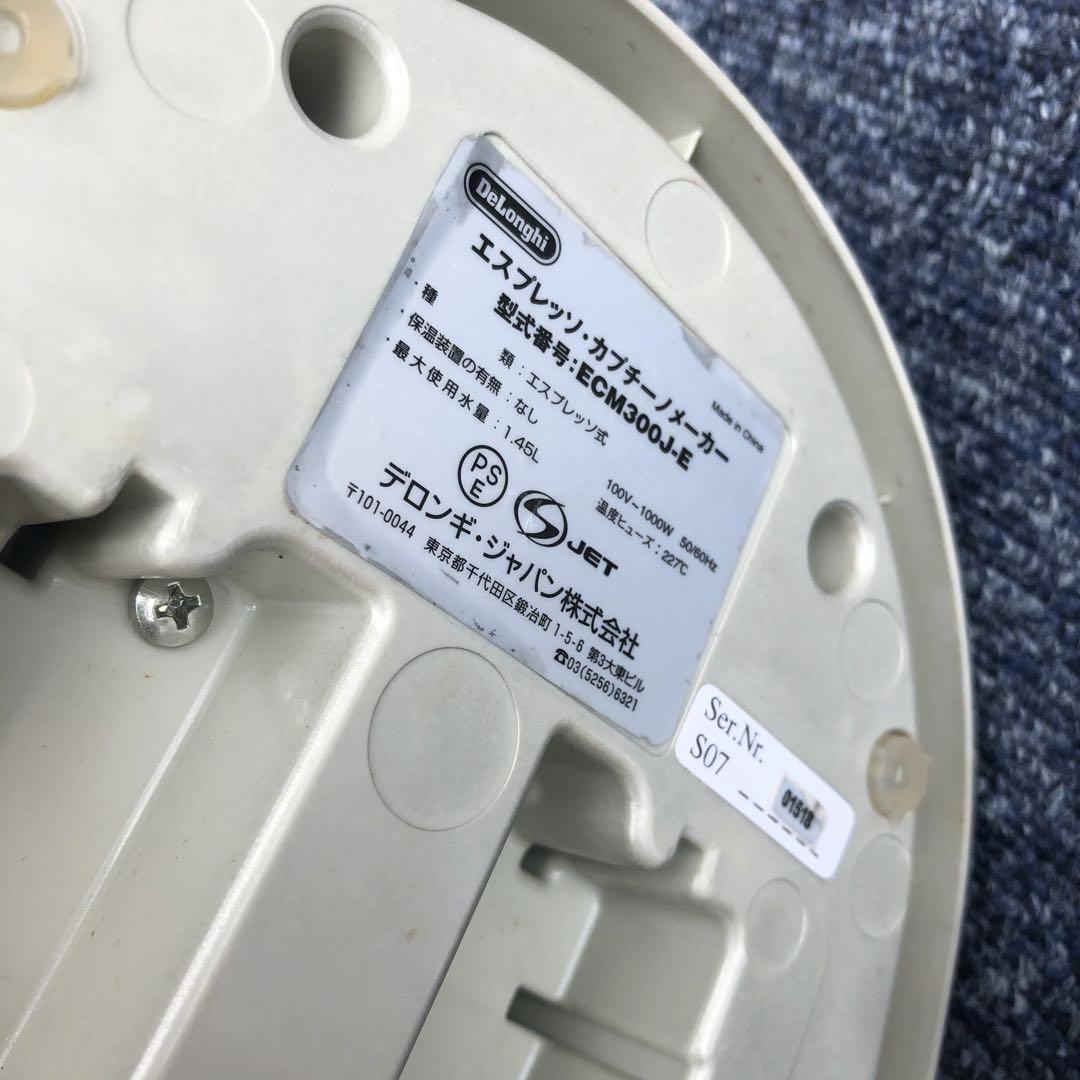 DeLonghi
エスプレッソ・カプチーノメーカー
Made in China
型式番号:ECM300J-E
・種　　類:エスプレッソ式
100V~1000W 50/60Hz
・保温装置の有無:なし
温度ヒューズ:227℃
・最大使用水量:1.45L
PS
E
JET
デロンギ・ジャパン株式会社
〒101-0044 東京都千代田区鍛冶町1-5-6 第3大東ビル
☎03(5256)6321
Ser.Nr.
S07 _ _ _ _ _
01518